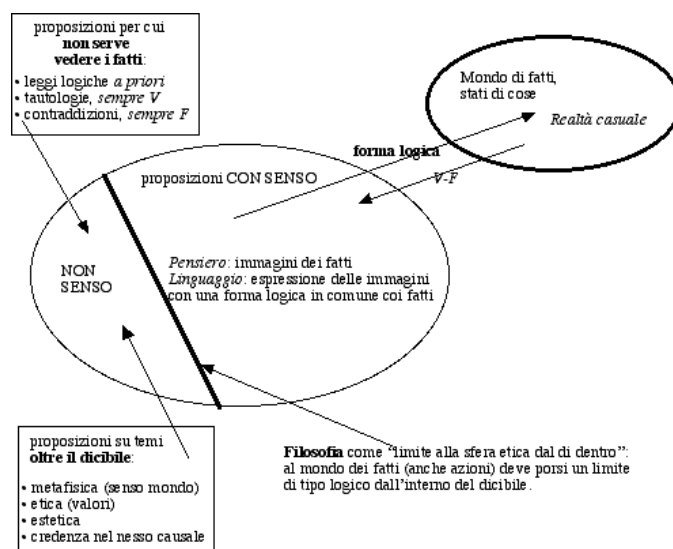 proposizioni per cui
non serve
vedere i fatti:
• leggi logiche a priori
• tautologie, sempre V
• contraddizioni, sempre F
Mondo di fatti,
stati di cose
Realtà casuale
forma logica
V-F
proposizioni CON SENSO
NON
SENSO
Pensiero: immagini dei fatti
Linguaggio: espressione delle immagini
con una forma logica in comune coi fatti
proposizioni su temi
oltre il dicibile:
• metafisica (senso mondo)
• etica (valori)
• estetica
• credenza nel nesso causale
Filosofia come “limite alla sfera etica dal di dentro”:
al mondo dei fatti (anche azioni) deve porsi un limite
di tipo logico dall'interno del dicibile.